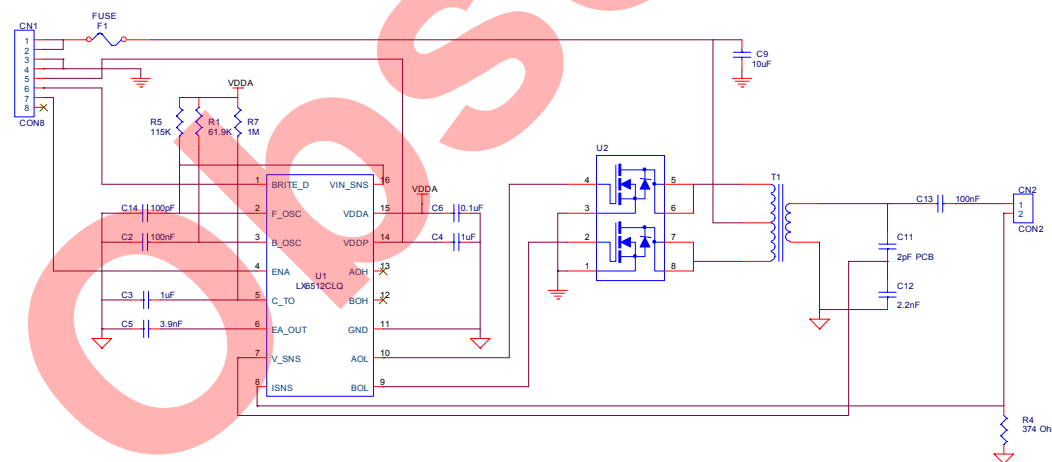 FUSE
F1
CN1
1
2
3
4
5
6
7
8
CON8
C9
10uF
VDDA
R5
115K
R1
61.9K
R7
1M
U2
T1
1 BRITE_D VIN_SNS 16
VDDA
C14 100pF 2 F_OSC VDDA 15 C6 0.1uF
C2 100nF 3 B_OSC VDDP 14 C4 1uF
4 ENA AOH 13
U1
LX6512CLQ
C3 1uF 5 C_TO BOH 12
C5 3.9nF 6 EA_OUT GND 11
7 V_SNS AOL 10
8 ISNS BOL 9
4 5
3 6
2 7
1 8
C13 100nF
CN2
1
2
CON2
C11
2pF PCB
C12
2.2nF
R4
374 Oh
Ops